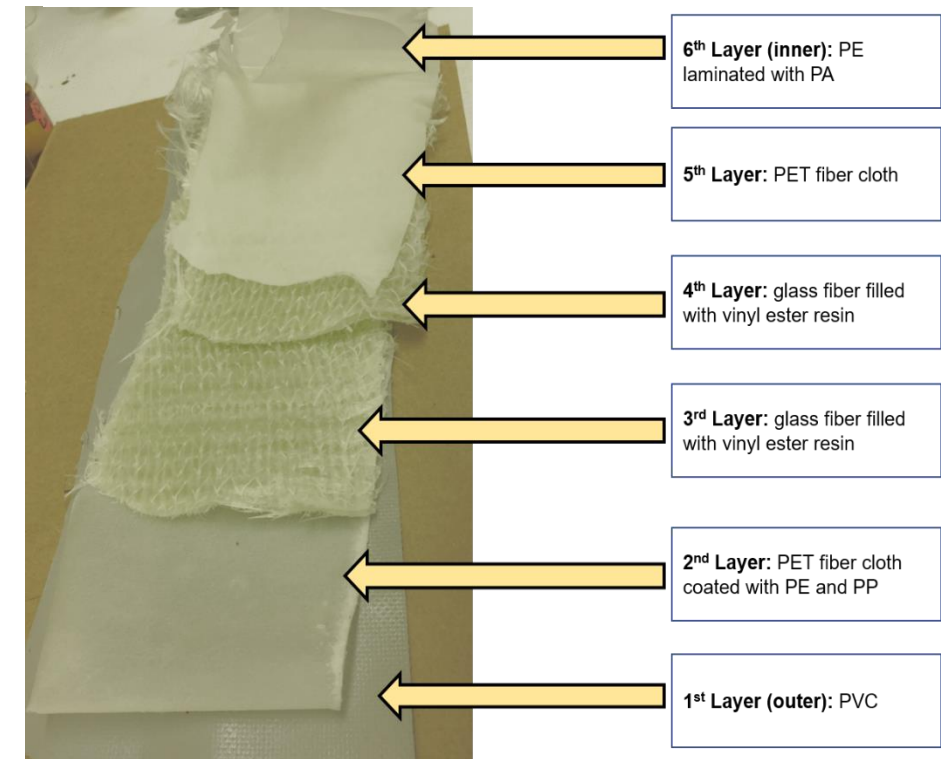 6th Layer (inner): PE
laminated with PA
5th Layer: PET fiber cloth
4th Layer: glass fiber filled
with vinyl ester resin
3rd Layer: glass fiber filled
with vinyl ester resin
2nd Layer: PET fiber cloth
coated with PE and PP
1st Layer (outer): PVC